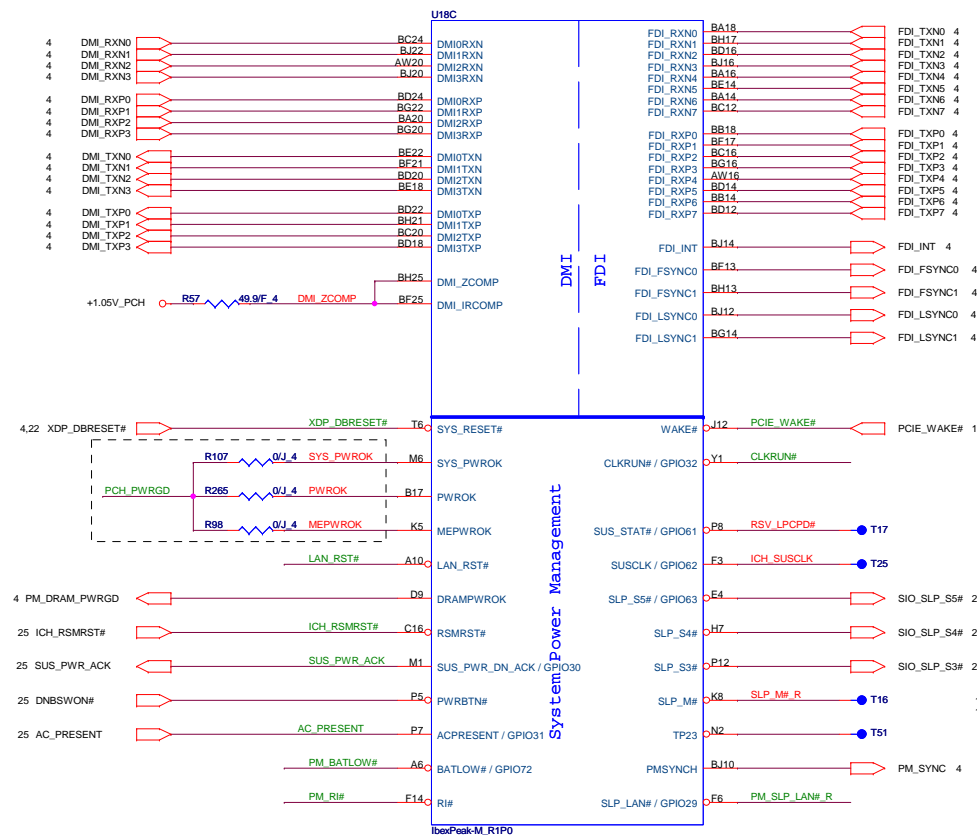 U18C
4 DMI_RXN0 BC24 DMI0RXN
4 DMI_RXN1 BJ22 DMI1RXN
4 DMI_RXN2 AW20 DMI2RXN
4 DMI_RXN3 BJ20 DMI3RXN
4 DMI_RXP0 BD24 DMI0RXP
4 DMI_RXP1 BG22 DMI1RXP
4 DMI_RXP2 BA20 DMI2RXP
4 DMI_RXP3 BG20 DMI3RXP
4 DMI_TXN0 BE22 DMI0TXN
4 DMI_TXN1 BF21 DMI1TXN
4 DMI_TXN2 BD20 DMI2TXN
4 DMI_TXN3 BE18 DMI3TXN
4 DMI_TXP0 BD22 DMI0TXP
4 DMI_TXP1 BH21 DMI1TXP
4 DMI_TXP2 BC20 DMI2TXP
4 DMI_TXP3 BD18 DMI3TXP
BH25 DMI_ZCOMP
+1.05V_PCH R57 49.9/F_4 DMI_ZCOMP BF25 DMI_IRCOMP
DMI
FDI
FDI_RXN0 BA18 FDI_TXN0 4
FDI_RXN1 BH17 FDI_TXN1 4
FDI_RXN2 BD16 FDI_TXN2 4
FDI_RXN3 BJ16 FDI_TXN3 4
FDI_RXN4 BA16 FDI_TXN4 4
FDI_RXN5 BE14 FDI_TXN5 4
FDI_RXN6 BA14 FDI_TXN6 4
FDI_RXN7 BC12 FDI_TXN7 4
FDI_RXP0 BB18 FDI_TXP0 4
FDI_RXP1 BF17 FDI_TXP1 4
FDI_RXP2 BC16 FDI_TXP2 4
FDI_RXP3 BG16 FDI_TXP3 4
FDI_RXP4 AW16 FDI_TXP4 4
FDI_RXP5 BD14 FDI_TXP5 4
FDI_RXP6 BB14 FDI_TXP6 4
FDI_RXP7 BD12 FDI_TXP7 4
FDI_INT BJ14 FDI_INT 4
FDI_FSYNC0 BF13 FDI_FSYNC0 4
FDI_FSYNC1 BH13 FDI_FSYNC1 4
FDI_LSYNC0 BJ12 FDI_LSYNC0 4
FDI_LSYNC1 BG14 FDI_LSYNC1 4
4,22 XDP_DBRESET# XDP_DBRESET# T6 SYS_RESET#
R107 0/J_4 SYS_PWROK M6 SYS_PWROK
PCH_PWRGD R265 0/J_4 PWROK B17 PWROK
R98 0/J_4 MEPWROK K5 MEPWROK
LAN_RST# A10 LAN_RST#
4 PM_DRAM_PWRGD D9 DRAMPWROK
25 ICH_RSMRST# ICH_RSMRST# C16 RSMRST#
25 SUS_PWR_ACK SUS_PWR_ACK M1 SUS_PWR_DN_ACK / GPIO30
25 DNBSWON# P5 PWRBTN#
25 AC_PRESENT AC_PRESENT P7 ACPRESENT / GPIO31
PM_BATLOW# A6 BATLOW# / GPIO72
PM_RI# F14 RI#
System Power Management
WAKE# J12 PCIE_WAKE# PCIE_WAKE# 1
CLKRUN# / GPIO32 Y1 CLKRUN#
SUS_STAT# / GPIO61 P8 RSV_LPCPD# T17
SUSCLK / GPIO62 F3 ICH_SUSCLK T25
SLP_S5# / GPIO63 E4 SIO_SLP_S5# 2
SLP_S4# H7 SIO_SLP_S4# 2
SLP_S3# P12 SIO_SLP_S3# 2
SLP_M# K8 SLP_M#_R T16
TP23 N2 T51
PMSYNCH BJ10 PM_SYNC 4
SLP_LAN# / GPIO29 F6 PM_SLP_LAN#_R
IbexPeak-M_R1P0